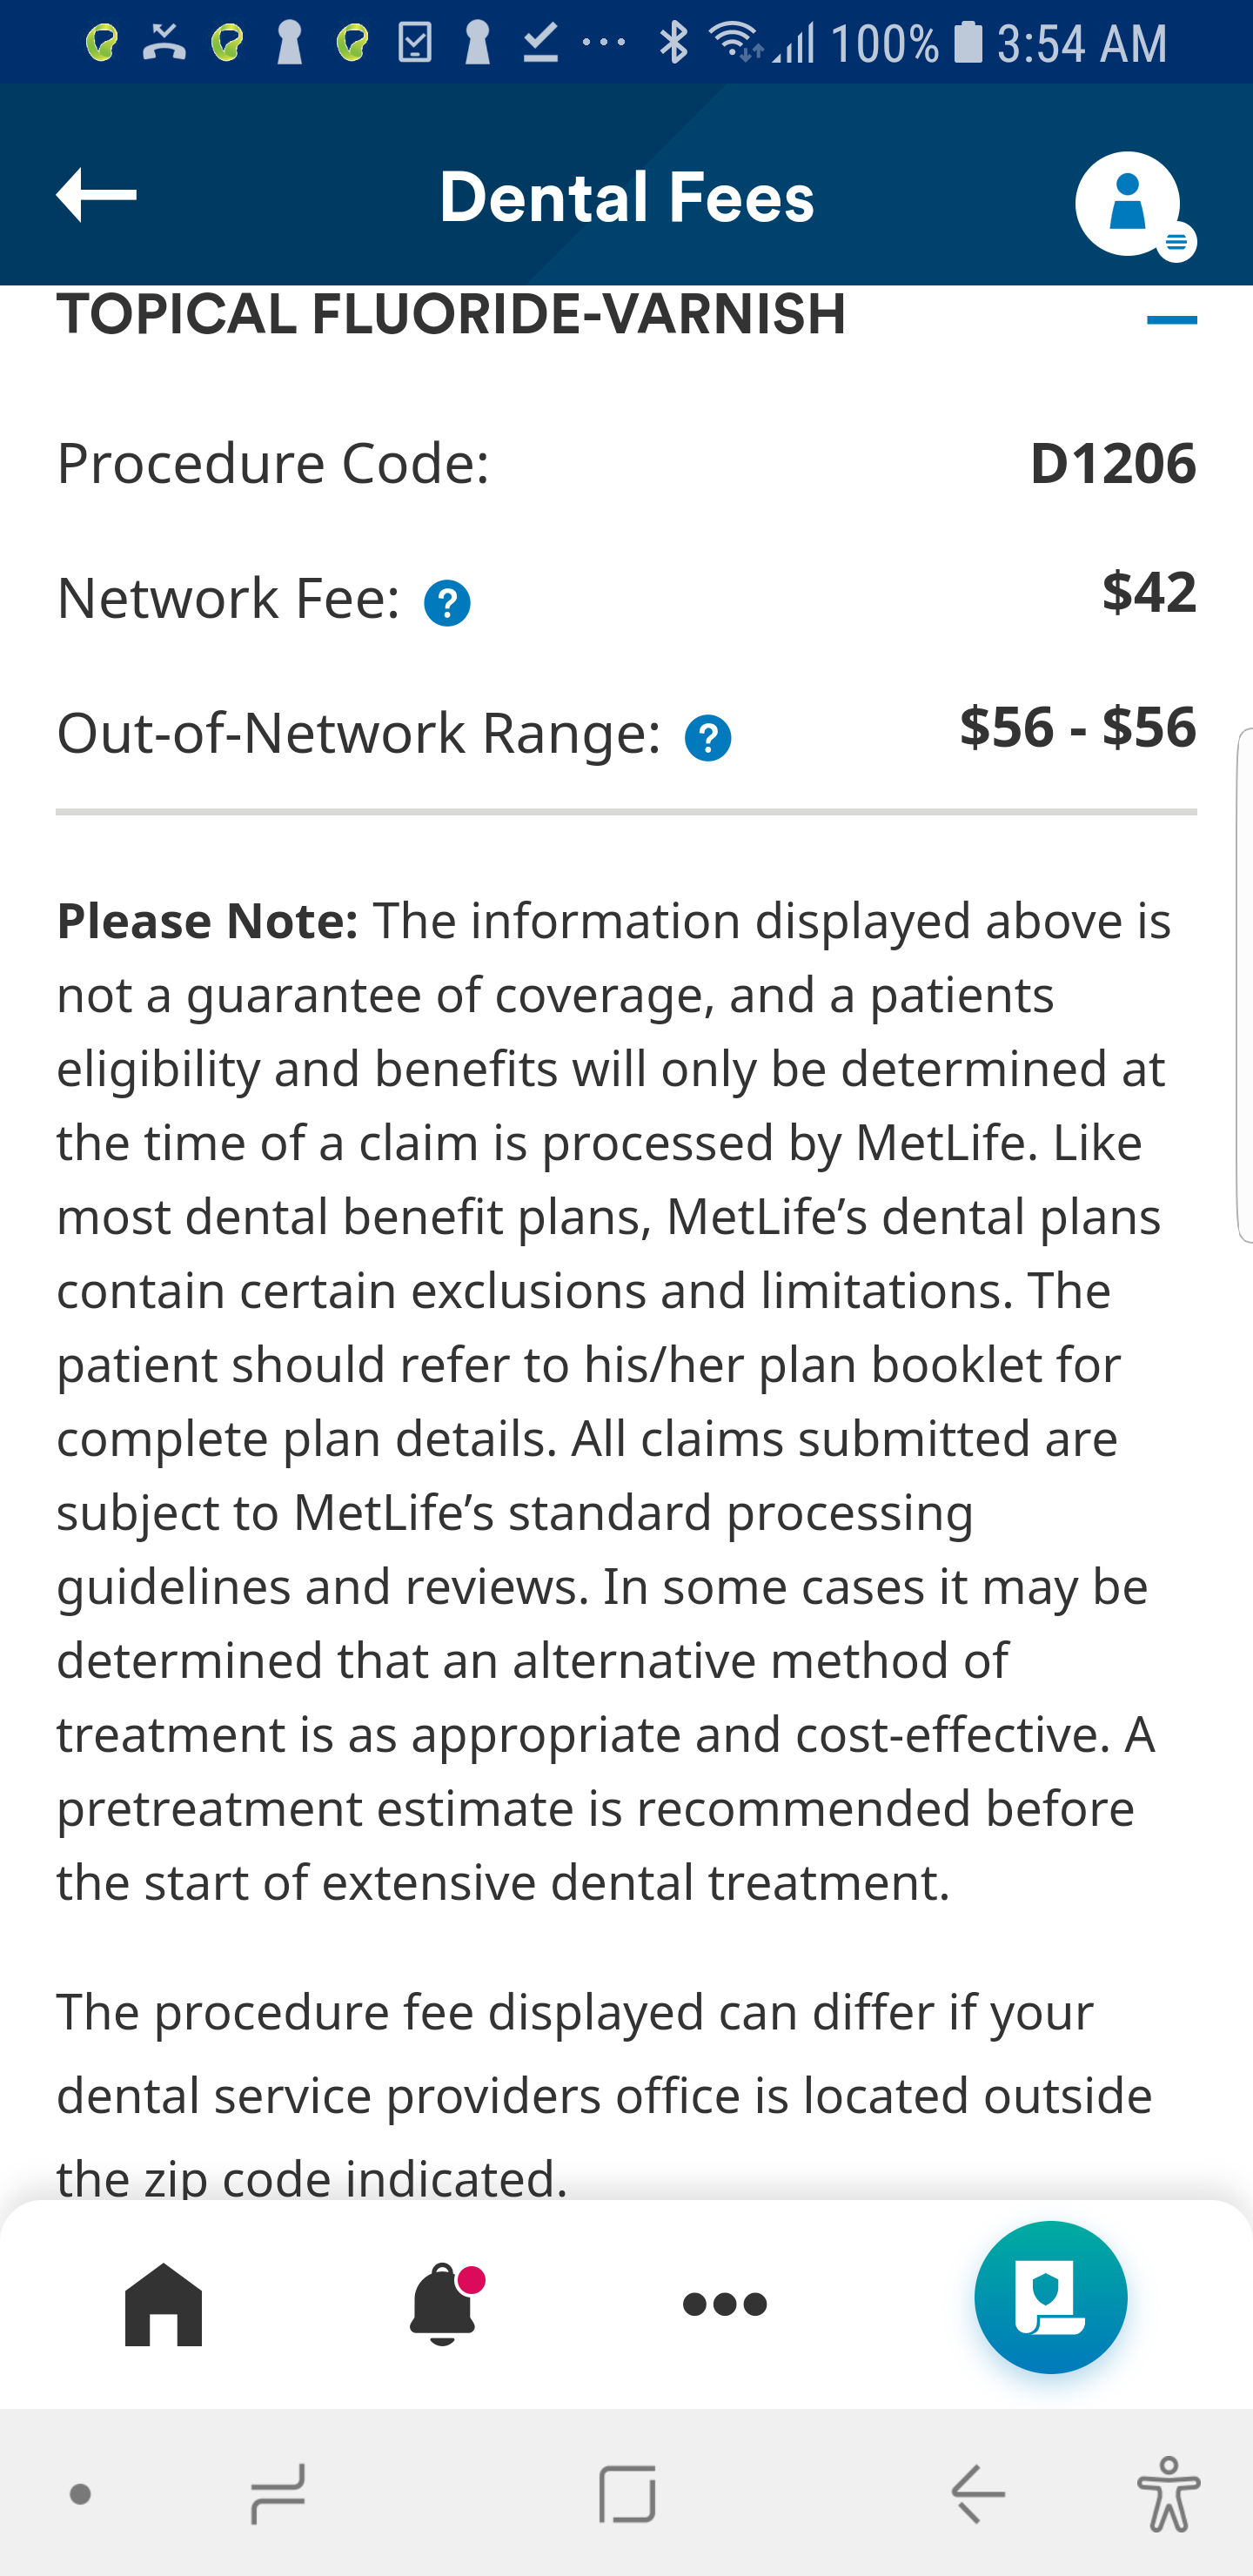 100% 3:54 AM
Dental Fees
TOPICAL FLUORIDE-VARNISH
Procedure Code: D1206
Network Fee: ? $42
Out-of-Network Range: ? $56 - $56
Please Note: The information displayed above is
not a guarantee of coverage, and a patients
eligibility and benefits will only be determined at
the time of a claim is processed by MetLife. Like
most dental benefit plans, MetLife’s dental plans
contain certain exclusions and limitations. The
patient should refer to his/her plan booklet for
complete plan details. All claims submitted are
subject to MetLife’s standard processing
guidelines and reviews. In some cases it may be
determined that an alternative method of
treatment is as appropriate and cost-effective. A
pretreatment estimate is recommended before
the start of extensive dental treatment.
The procedure fee displayed can differ if your
dental service providers office is located outside
the zip code indicated.